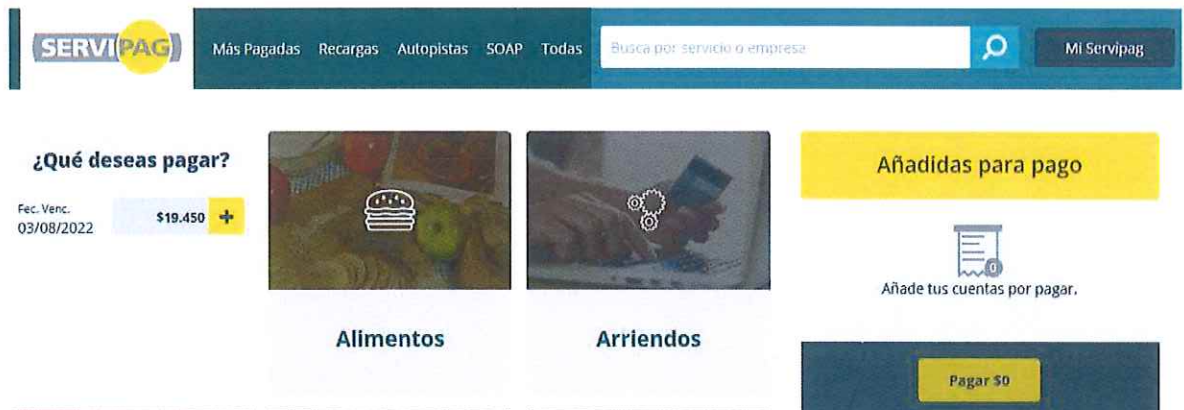 SERVIPAG
Más Pagadas Recargas Autopistas SOAP Todas
Busca por servicio o empresa
Mi Servipag
¿Qué deseas pagar?
Fec. Venc.
03/08/2022
$19.450 +
Alimentos
Arriendos
Añadidas para pago
0
Añade tus cuentas por pagar.
Pagar $0